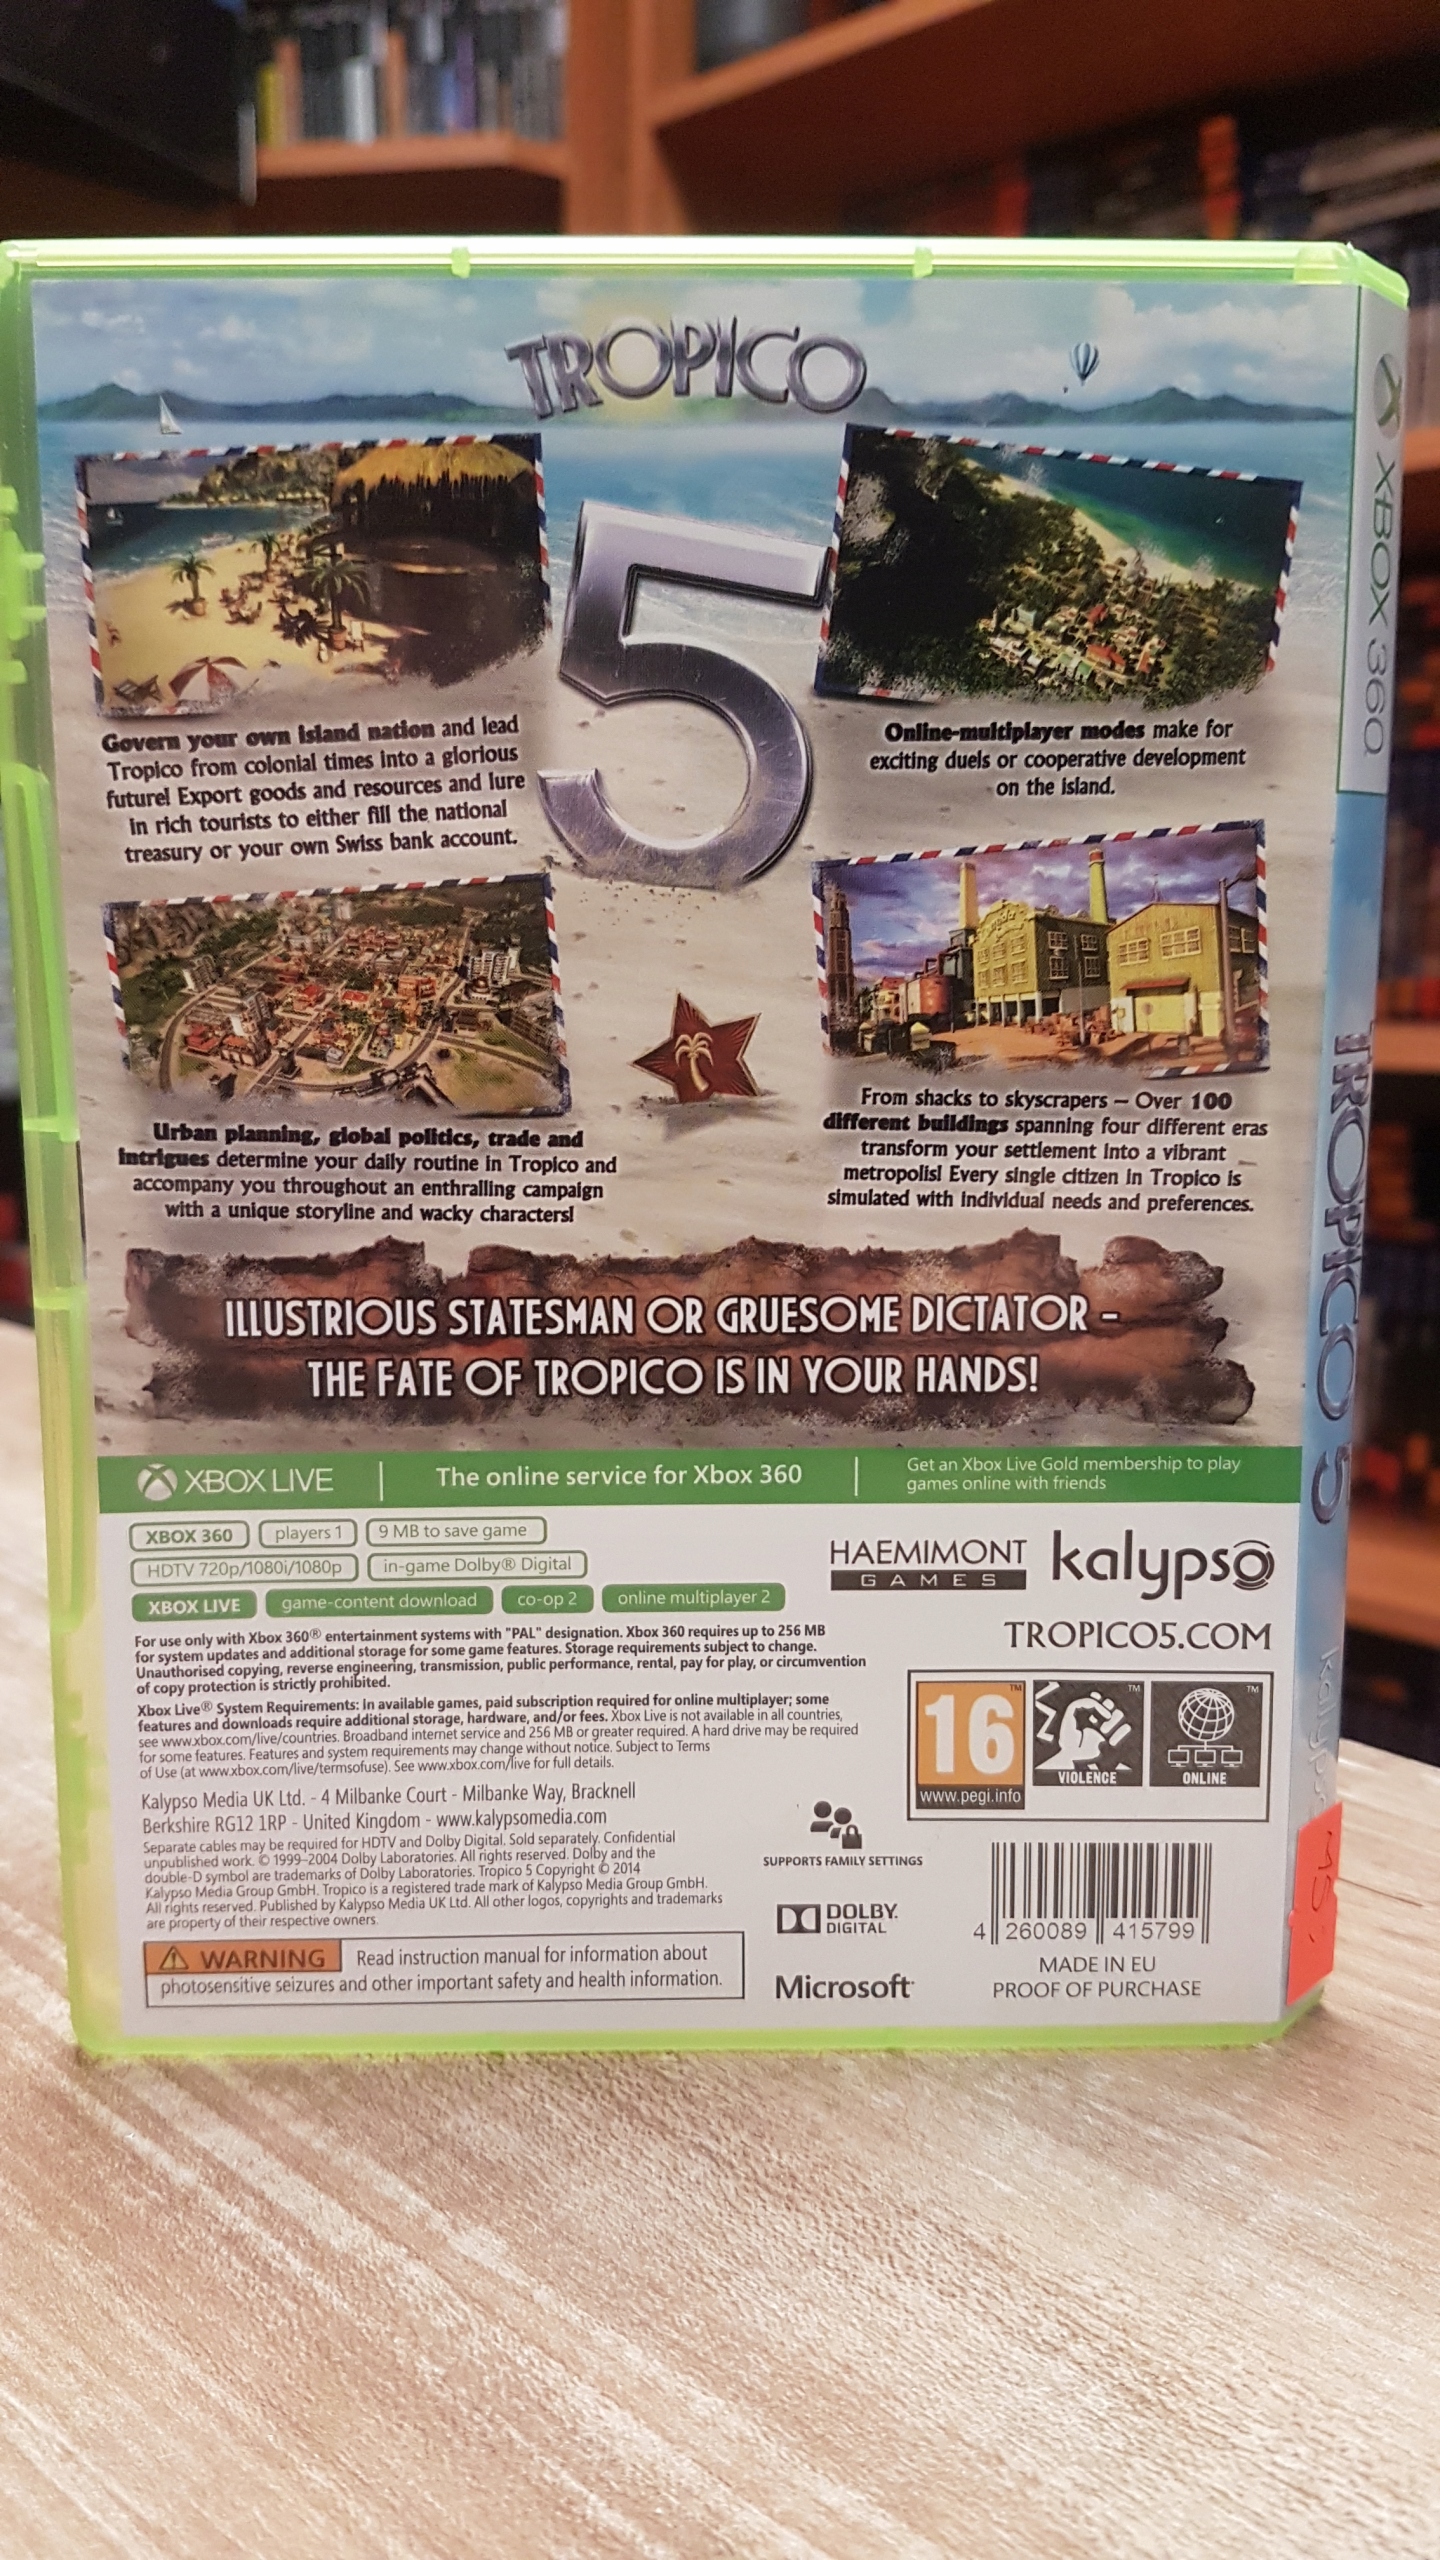 TROPICO
5
Govern your own island nation and lead
Tropico from colonial times into a glorious
future! Export goods and resources and lure
in rich tourists to either fill the national
treasury or your own Swiss bank account.
Online-multiplayer modes make for
exciting duels or cooperative development
on the island.
Urban planning, global politics, trade and
intrigues determine your daily routine in Tropico and
accompany you throughout an enthralling campaign
with a unique storyline and wacky characters!
From shacks to skyscrapers – Over 100
different buildings spanning four different eras
transform your settlement into a vibrant
metropolis! Every single citizen in Tropico is
simulated with individual needs and preferences.
ILLUSTRIOUS STATESMAN OR GRUESOME DICTATOR –
THE FATE OF TROPICO IS IN YOUR HANDS!
XBOX LIVE
The online service for Xbox 360
Get an Xbox Live Gold membership to play
games online with friends
XBOX 360 players 1 9 MB to save game
HDTV 720p/1080i/1080p in-game Dolby® Digital
XBOX LIVE game-content download co-op 2 online multiplayer 2
For use only with Xbox 360® entertainment systems with "PAL" designation. Xbox 360 requires up to 256 MB
for system updates and additional storage for some game features. Storage requirements subject to change.
Unauthorised copying, reverse engineering, transmission, public performance, rental, pay for play, or circumvention
of copy protection is strictly prohibited.
Xbox Live® System Requirements: In available games, paid subscription required for online multiplayer; some
features and downloads require additional storage, hardware, and/or fees. Xbox Live is not available in all countries,
see www.xbox.com/live/countries. Broadband internet service and 256 MB or greater required. A hard drive may be required
for some features. Features and system requirements may change without notice. Subject to Terms
of Use (at www.xbox.com/live/termsofuse). See www.xbox.com/live for full details.
Kalypso Media UK Ltd. - 4 Milbanke Court - Milbanke Way, Bracknell
Berkshire RG12 1RP - United Kingdom - www.kalypsomedia.com
Separate cables may be required for HDTV and Dolby Digital. Sold separately. Confidential
unpublished work. © 1999–2004 Dolby Laboratories. All rights reserved. Dolby and the
double-D symbol are trademarks of Dolby Laboratories. Tropico 5 Copyright © 2014
Kalypso Media Group GmbH. Tropico is a registered trade mark of Kalypso Media Group GmbH.
All rights reserved. Published by Kalypso Media UK Ltd. All other logos, copyrights and trademarks
are property of their respective owners.
WARNING Read instruction manual for information about
photosensitive seizures and other important safety and health information.
HAEMIMONT
GAMES
kalypso
TROPICO5.COM
16
www.pegi.info
VIOLENCE
ONLINE
SUPPORTS FAMILY SETTINGS
DOLBY.
DIGITAL
Microsoft
4 260089 415799
MADE IN EU
PROOF OF PURCHASE
XBOX 360
TROPICO 5
kalypso